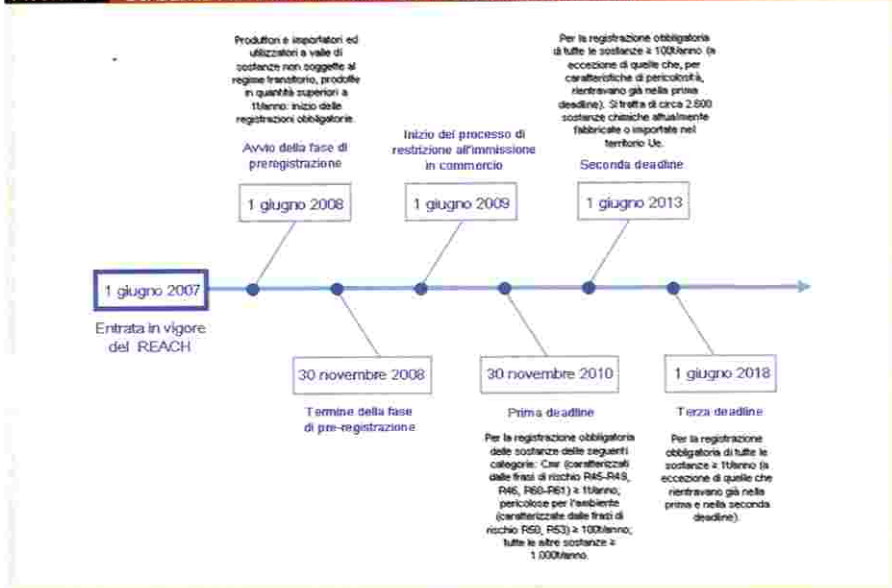 Produttori e importatori ed
utilizzatori a valle di
sostanze non soggette al
regime transitorio, prodotte
in quantità superiori a
1t/anno: inizio delle
registrazioni obbligatorie.
Avvio della fase di
preregistrazione
1 giugno 2008
Inizio del processo di
restrizione all'immissione
in commercio
1 giugno 2009
Per la registrazione obbligatoria
di tutte le sostanze ≥ 100t/anno (a
eccezione di quelle che, per
caratteristiche di pericolosità,
rientravano già nella prima
deadline). Si tratta di circa 2.800
sostanze chimiche attualmente
fabbricate o importate nel
territorio Ue.
Seconda deadline
1 giugno 2013
1 giugno 2007
Entrata in vigore
del REACH
30 novembre 2008
Termine della fase
di pre-registrazione
30 novembre 2010
Prima deadline
Per la registrazione obbligatoria
delle sostanze delle seguenti
categorie: Cmr (caratterizzati
dalle frasi di rischio R45-R49,
R46, R60-R61) ≥ 1t/anno;
pericolose per l'ambiente
(caratterizzate dalle frasi di
rischio R50, R53) ≥ 100t/anno;
tutte le altre sostanze ≥
1.000t/anno.
1 giugno 2018
Terza deadline
Per la registrazione
obbligatoria di tutte le
sostanze ≥ 1t/anno (a
eccezione di quelle che
rientravano già nella
prima e nella seconda
deadline).